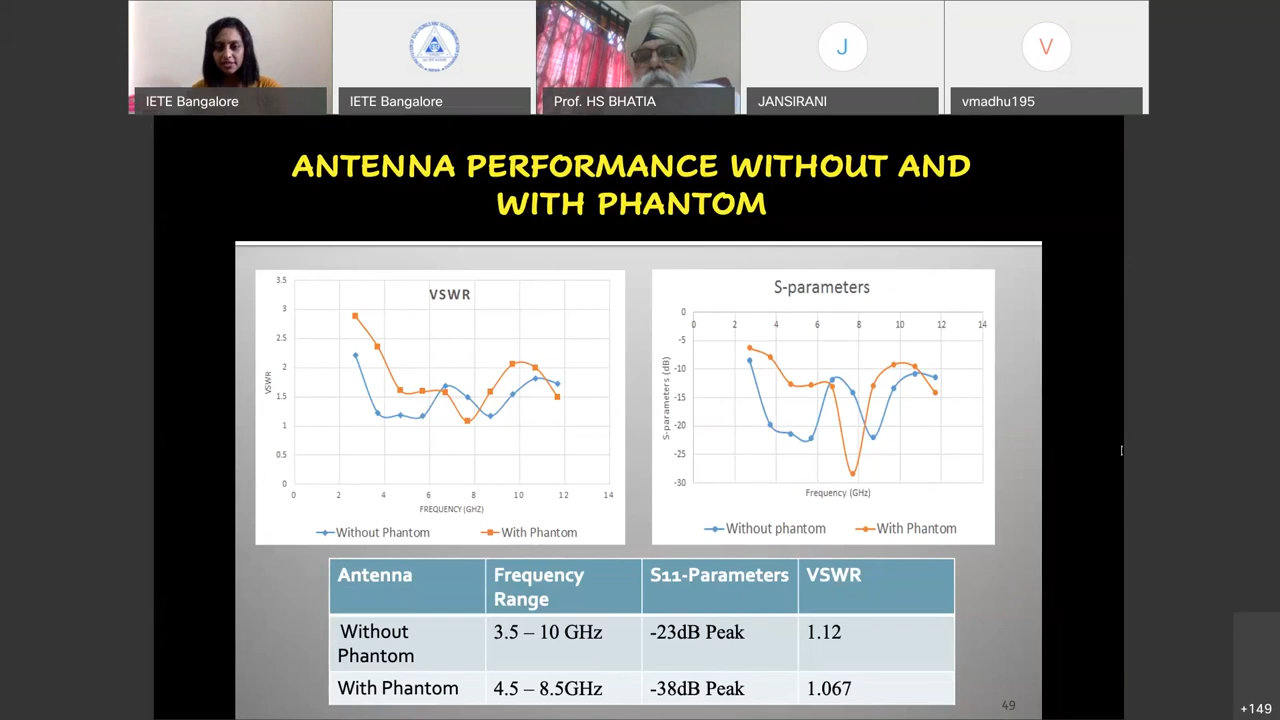 IETE Bangalore
IETE Bangalore
Prof. HS BHATIA
J
JANSIRANI
V
vmadhu195
ANTENNA PERFORMANCE WITHOUT AND
WITH PHANTOM
VSWR
3.5
3
2.5
2
1.5
1
0.5
0
VSWR
0 2 4 6 8 10 12 14
FREQUENCY (GHZ)
Without Phantom With Phantom
S-parameters
0
-5
-10
-15
-20
-25
-30
S-parameters (dB)
0 2 4 6 8 10 12 14
Frequency (GHz)
Without phantom With Phantom
Antenna Frequency Range S11-Parameters VSWR
Without Phantom 3.5 – 10 GHz -23dB Peak 1.12
With Phantom 4.5 – 8.5GHz -38dB Peak 1.067
49
+149